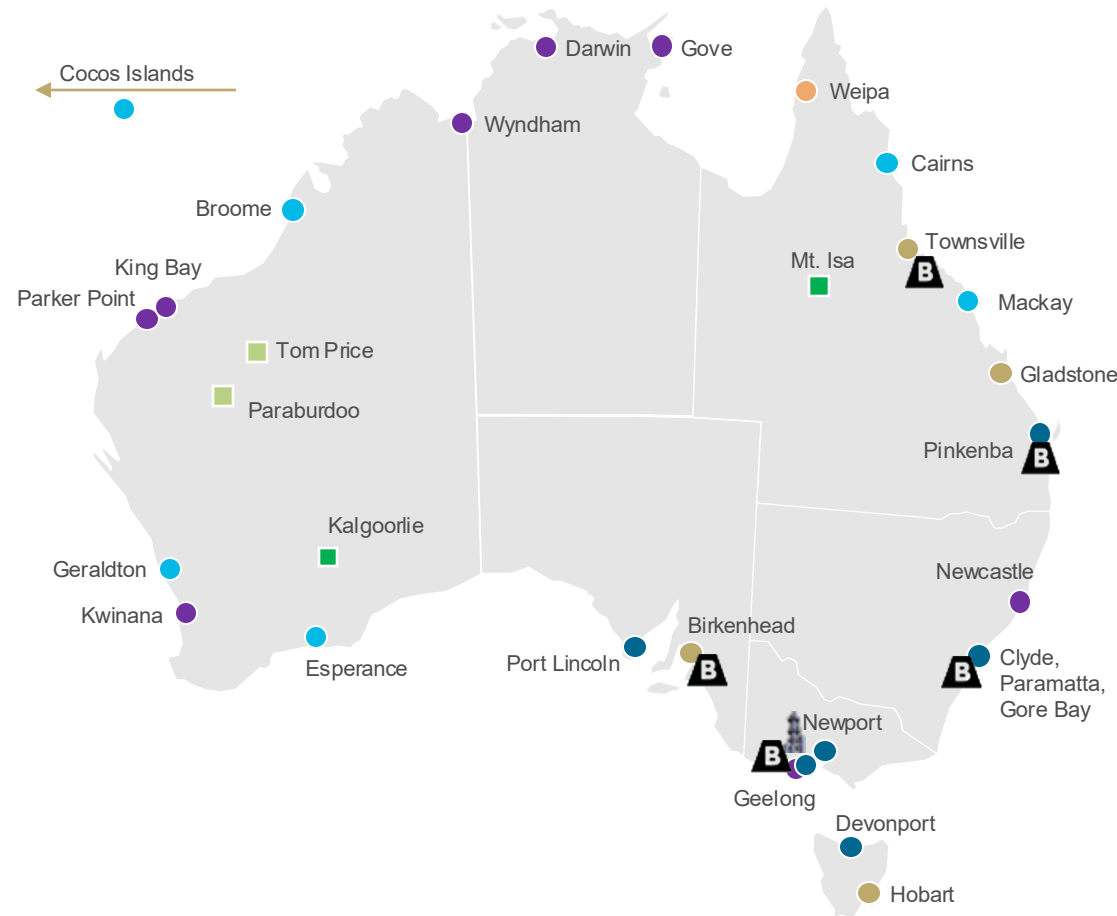 Darwin
Gove
Cocos Islands
Weipa
Wyndham
Cairns
Broome
Townsville
B
Mt. Isa
King Bay
Parker Point
Mackay
Tom Price
Gladstone
Paraburdoo
Pinkenba
B
Kalgoorlie
Geraldton
Newcastle
Kwinana
Birkenhead
B
Esperance
Port Lincoln
Clyde,
Paramatta,
Gore Bay
B
Newport
B
Geelong
Devonport
Hobart